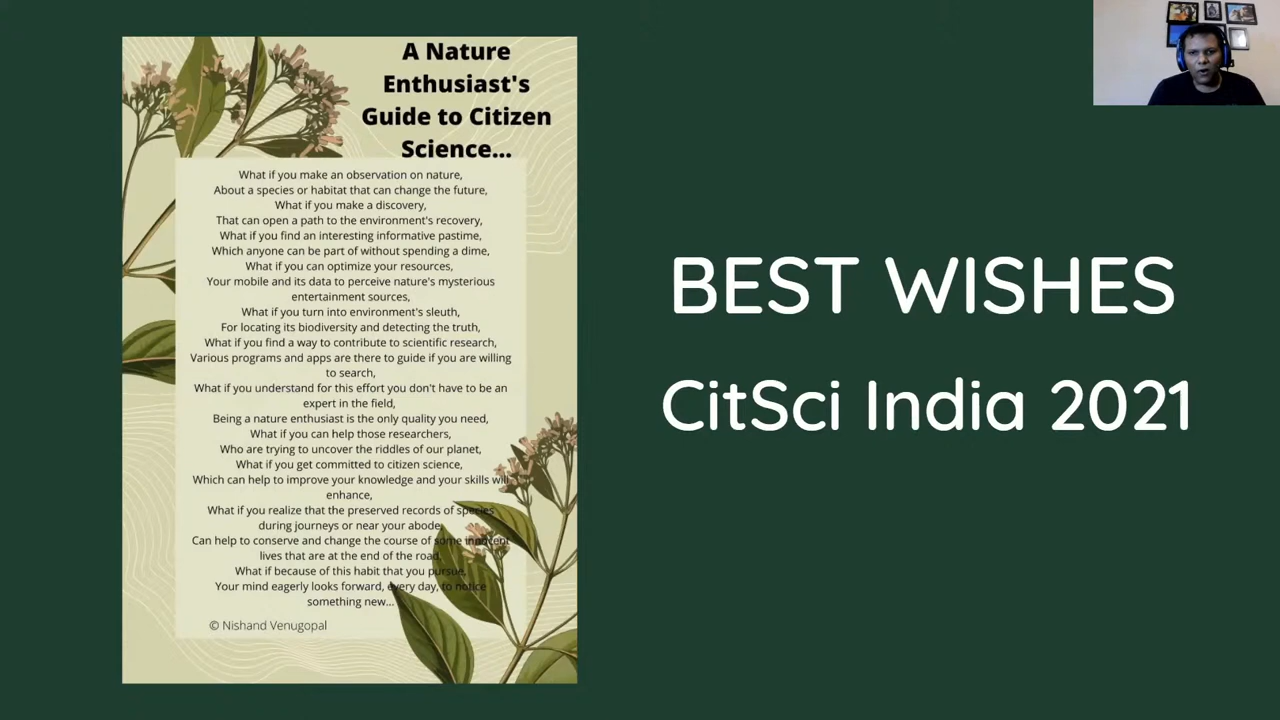 A Nature
Enthusiast's
Guide to Citizen
Science...
What if you make an observation on nature,
About a species or habitat that can change the future,
What if you make a discovery,
That can open a path to the environment's recovery,
What if you find an interesting informative pastime,
Which anyone can be part of without spending a dime,
What if you can optimize your resources,
Your mobile and its data to perceive nature's mysterious
entertainment sources,
What if you turn into environment's sleuth,
For locating its biodiversity and detecting the truth,
What if you find a way to contribute to scientific research,
Various programs and apps are there to guide if you are willing
to search,
What if you understand for this effort you don't have to be an
expert in the field,
Being a nature enthusiast is the only quality you need,
What if you can help those researchers,
Who are trying to uncover the riddles of our planet,
What if you get committed to citizen science,
Which can help to improve your knowledge and your skills will
enhance,
What if you realize that the preserved records of species
during journeys or near your abode,
Can help to conserve and change the course of some innocent
lives that are at the end of the road,
What if because of this habit that you pursue,
Your mind eagerly looks forward, every day, to notice
something new...
© Nishand Venugopal
BEST WISHES
CitSci India 2021